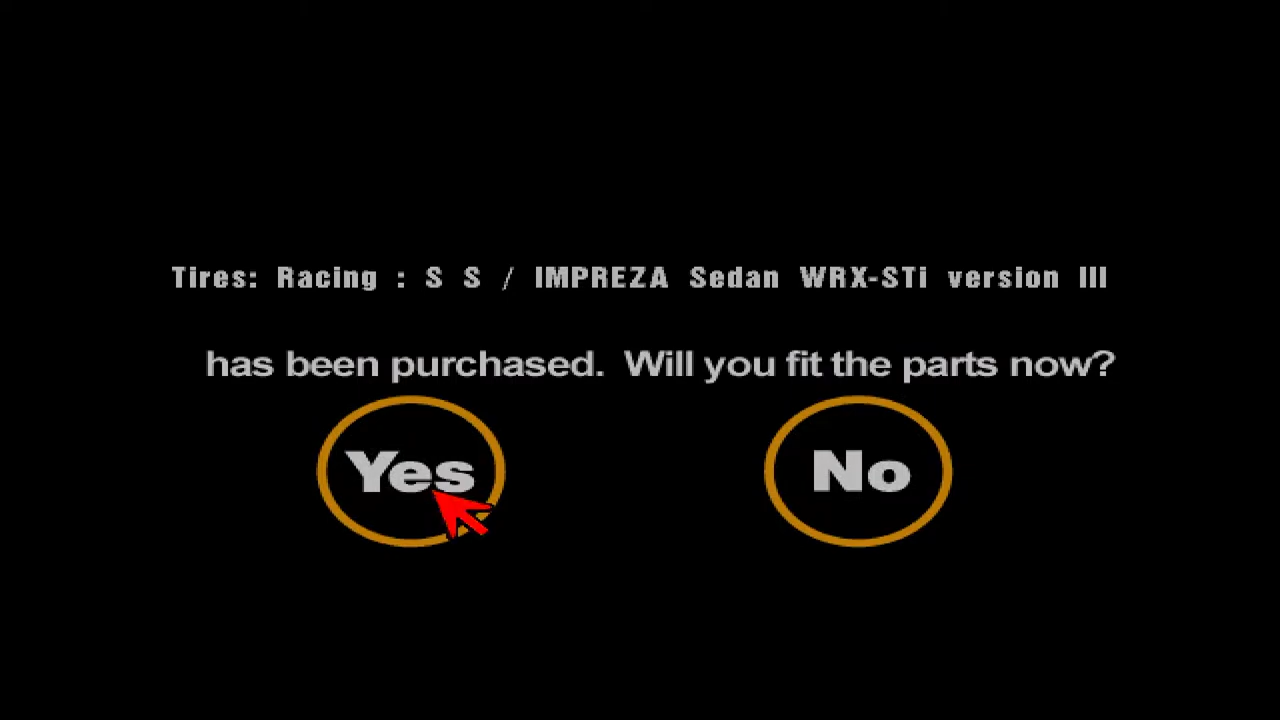 Tires: Racing : S S / IMPREZA Sedan WRX-STi version III
has been purchased. Will you fit the parts now?
Yes No